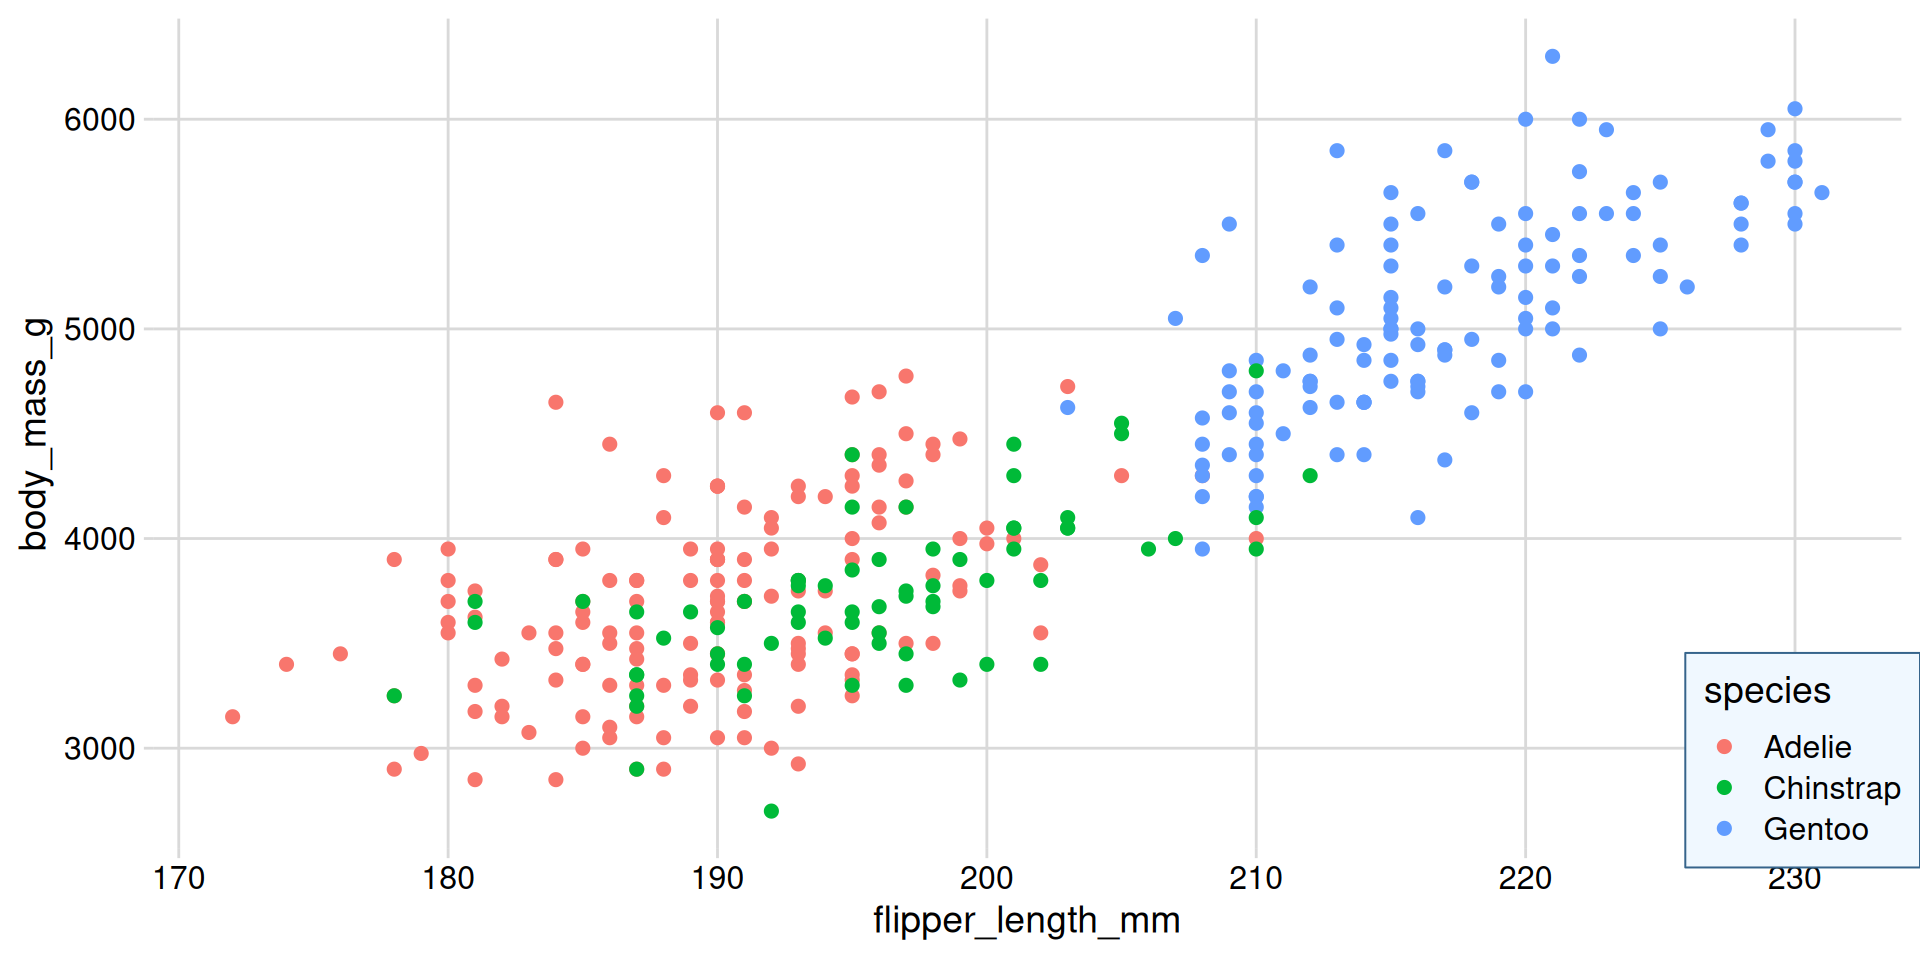 6000
5000
4000
3000
body_mass_g
170 180 190 200 210 220 230
flipper_length_mm
species
Adelie
Chinstrap
Gentoo